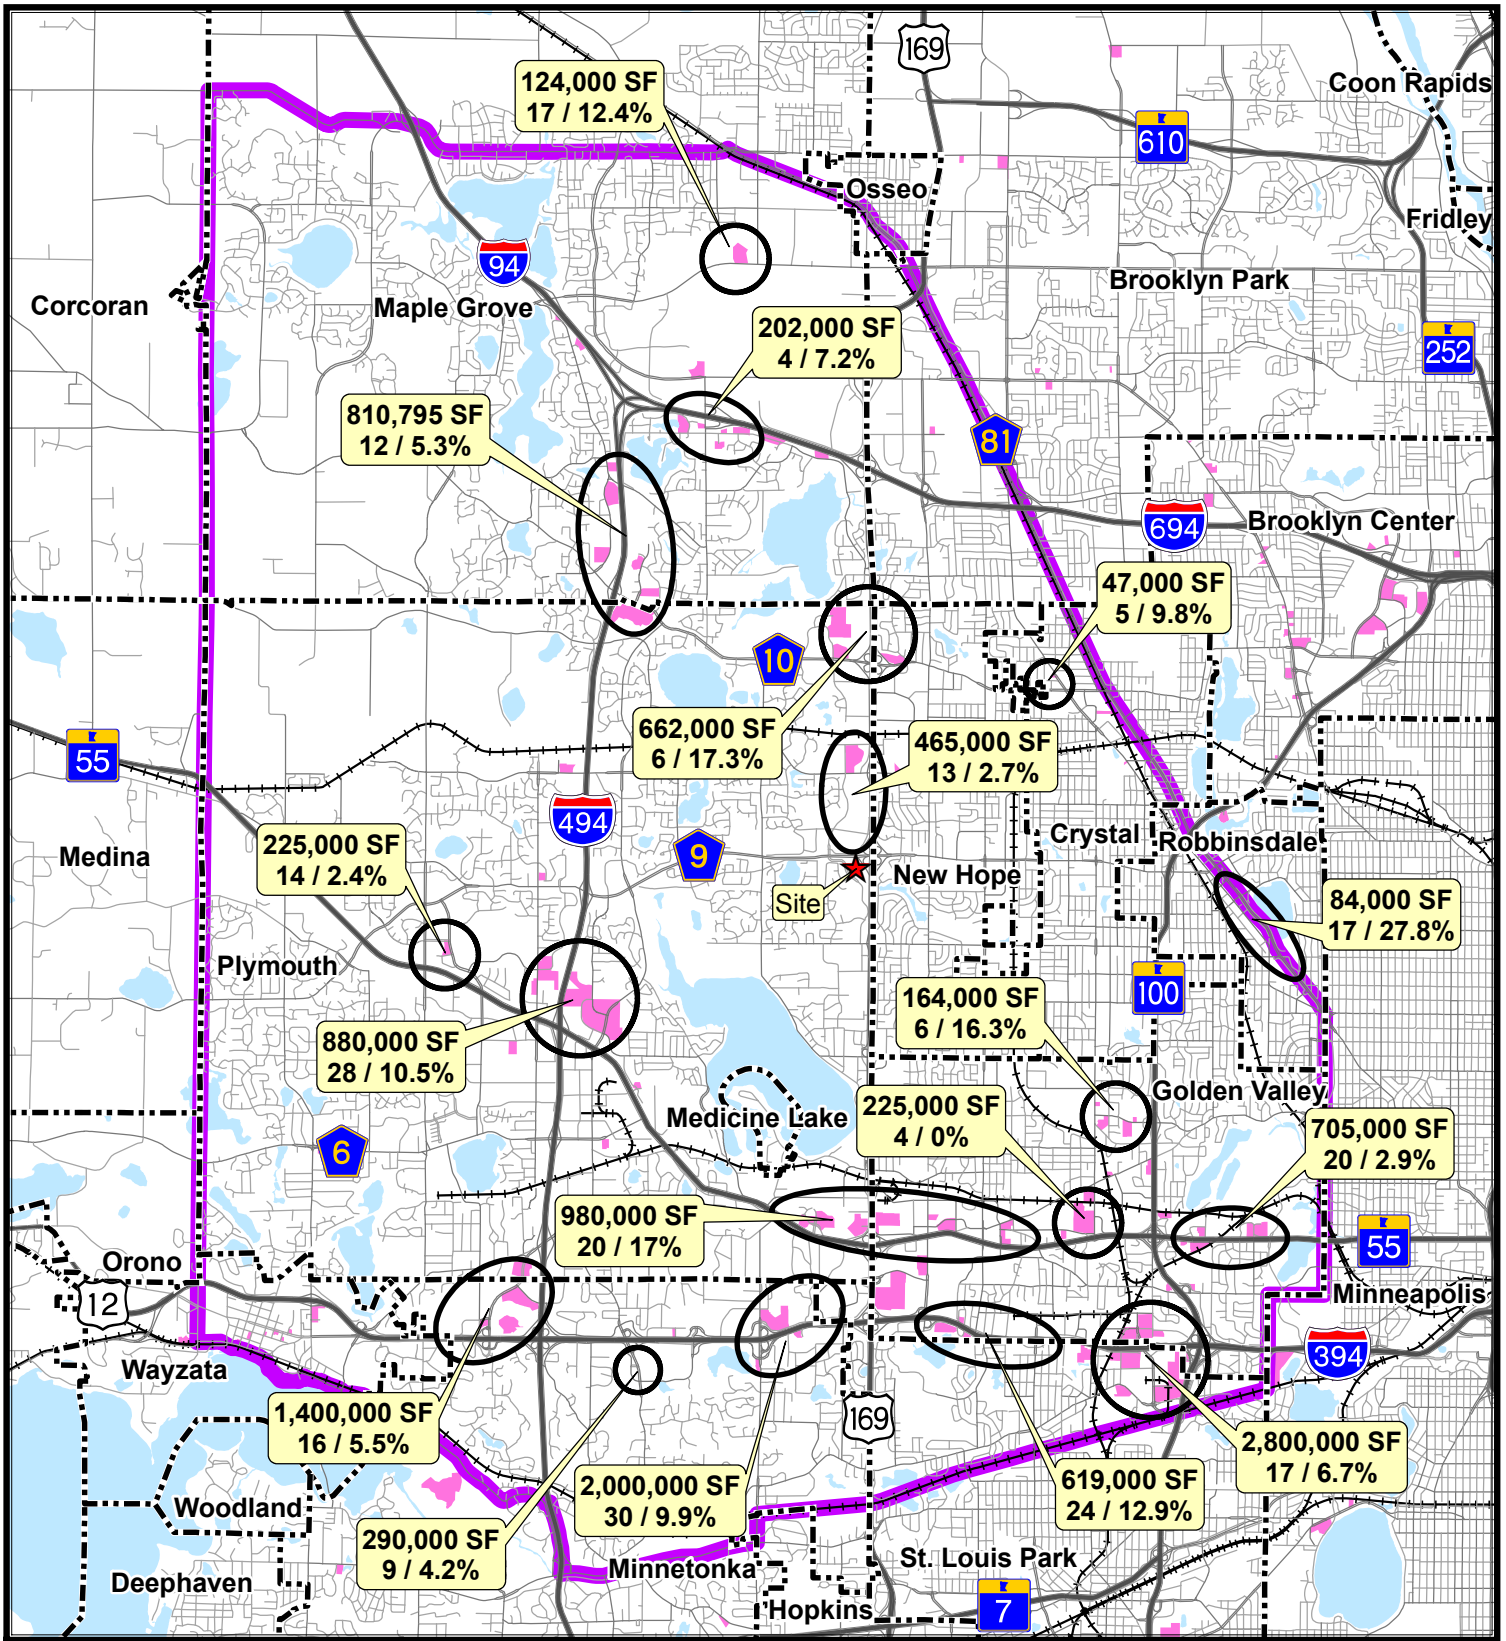 169
124,000 SF
17 / 12.4%
Coon Rapids
610
Osseo
Fridley
94
Brooklyn Park
Corcoran
Maple Grove
202,000 SF
4 / 7.2%
252
810,795 SF
12 / 5.3%
81
694
Brooklyn Center
47,000 SF
5 / 9.8%
10
662,000 SF
6 / 17.3%
465,000 SF
13 / 2.7%
55
494
225,000 SF
14 / 2.4%
Medina
9
Crystal
Robbinsdale
New Hope
Site
84,000 SF
17 / 27.8%
Plymouth
100
164,000 SF
6 / 16.3%
880,000 SF
28 / 10.5%
Golden Valley
Medicine Lake
225,000 SF
4 / 0%
705,000 SF
20 / 2.9%
6
980,000 SF
20 / 17%
55
Orono
12
Minneapolis
394
Wayzata
1,400,000 SF
16 / 5.5%
169
2,800,000 SF
17 / 6.7%
2,000,000 SF
30 / 9.9%
619,000 SF
24 / 12.9%
Woodland
290,000 SF
9 / 4.2%
St. Louis Park
Minnetonka
Deephaven
Hopkins
7